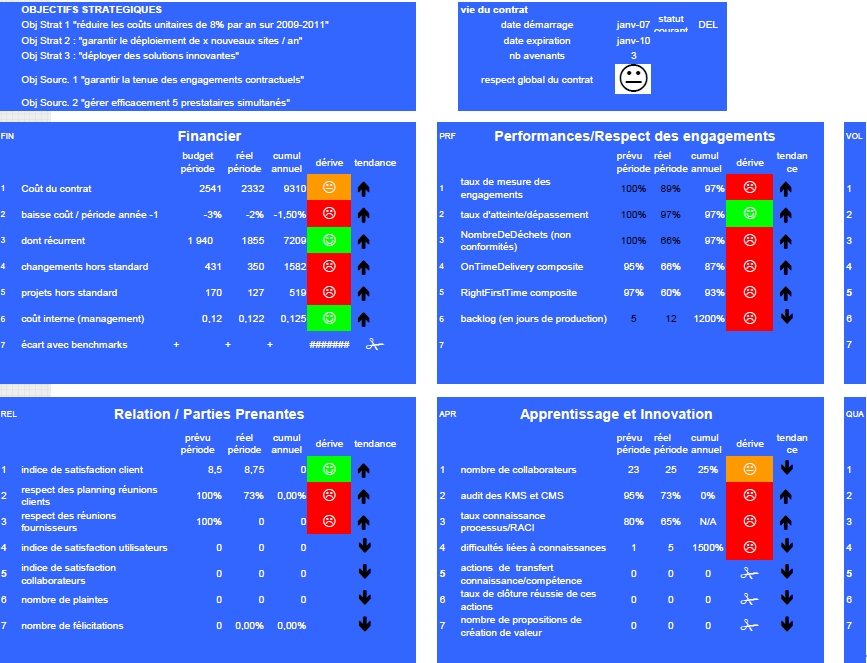 OBJECTIFS STRATEGIQUES
Obj Strat 1 "réduire les coûts unitaires de 8% par an sur 2009-2011"
Obj Strat 2 : "garantir le déploiement de x nouveaux sites / an"
Obj Strat 3 : "déployer des solutions innovantes"
Obj Sourc. 1 "garantir la tenue des engagements contractuels"
Obj Sourc. 2 "gérer efficacement 5 prestataires simultanés"
vie du contrat
date démarrage janv-07 statut courant DEL
date expiration janv-10
nb avenants 3
respect global du contrat
FIN Financier
budget période réel période cumul annuel dérive tendance
1 Coût du contrat 2541 2332 9310
2 baisse coût / période année -1 -3% -2% -1,50%
3 dont récurrent 1 940 1855 7209
4 changements hors standard 431 350 1582
5 projets hors standard 170 127 519
6 coût interne (management) 0,12 0,122 0,125
7 écart avec benchmarks + + + #######
PRF Performances/Respect des engagements
prévu période réel période cumul annuel dérive tendan ce
1 taux de mesure des engagements 100% 89% 97%
2 taux d'atteinte/dépassement 100% 97% 97%
3 NombreDeDéchets (non conformités) 100% 66% 97%
4 OnTimeDelivery composite 95% 66% 87%
5 RightFirstTime composite 97% 60% 93%
6 backlog (en jours de production) 5 12 1200%
7
VOL
1
2
3
4
5
6
7
REL Relation / Parties Prenantes
prévu période réel période cumul annuel dérive tendance
1 indice de satisfaction client 8,5 8,75 0
2 respect des planning réunions clients 100% 73% 0,00%
3 respect des réunions fournisseurs 100% 0 0
4 indice de satisfaction utilisateurs 0 0 0
5 indice de satisfaction collaborateurs 0 0 0
6 nombre de plaintes 0 0 0
7 nombre de félicitations 0 0,00% 0,00%
APR Apprentissage et Innovation
prévu période réel période cumul annuel dérive tendan ce
1 nombre de collaborateurs 23 25 25%
2 audit des KMS et CMS 95% 73% 0%
3 taux connaissance processus/RACI 80% 65% N/A
4 difficultés liées à connaissances 1 5 1500%
5 actions de transfert connaissance/compétence 0 0 0
6 taux de clôture réussie de ces actions 0 0 0
7 nombre de propositions de création de valeur 0 0 0
QUA
1
2
3
4
5
6
7